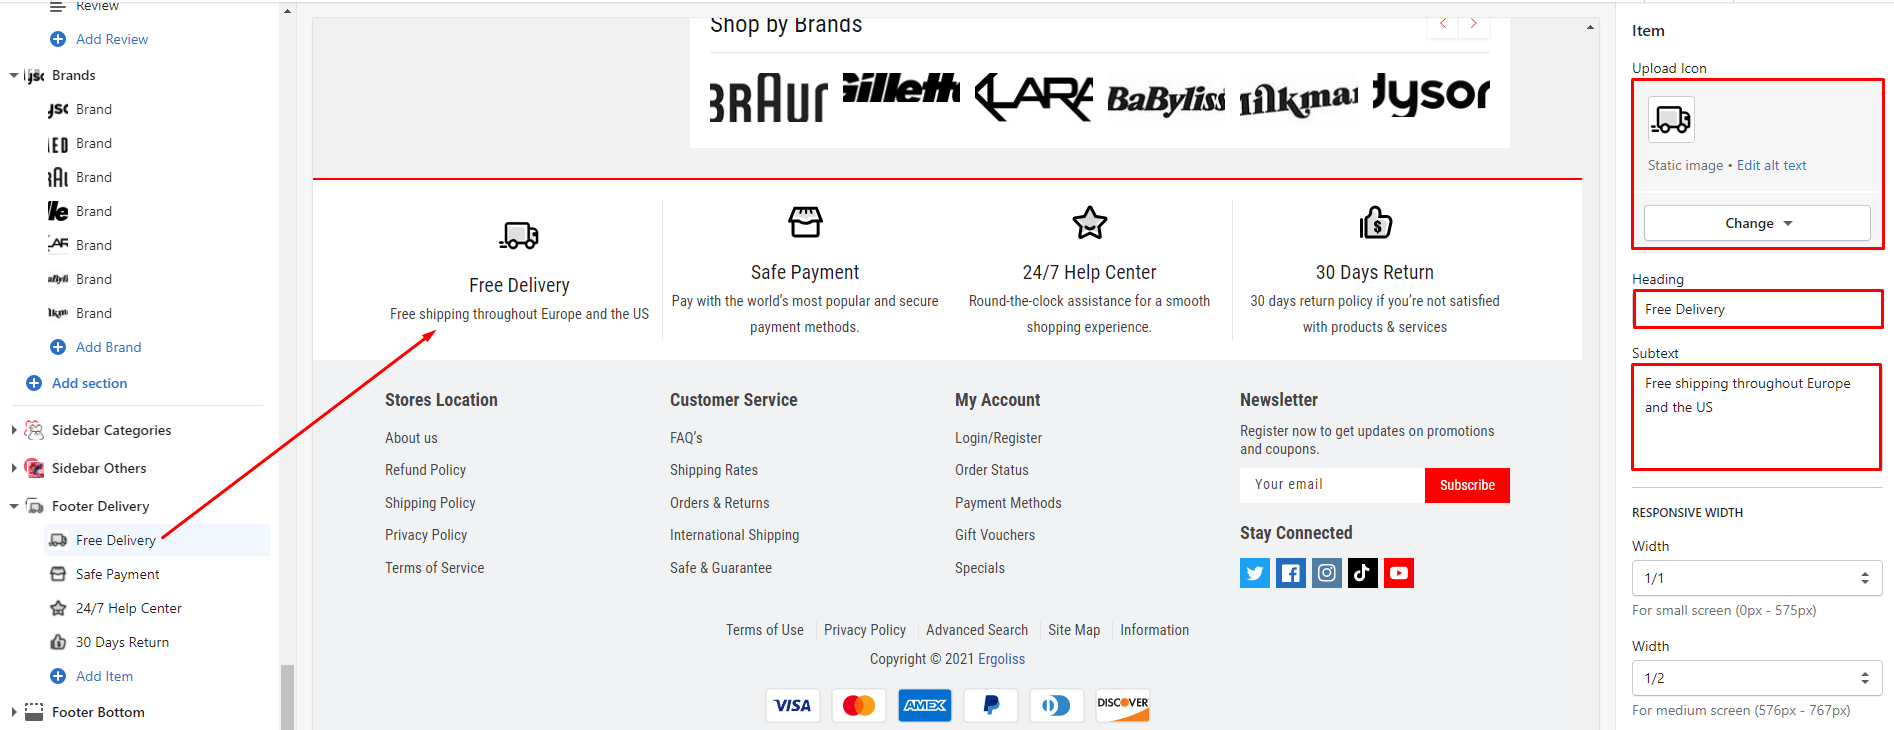 Review
Add Review
Brands
Brand
Brand
Brand
Brand
Brand
Brand
Brand
Add Brand
Add section
Sidebar Categories
Sidebar Others
Footer Delivery
Free Delivery
Safe Payment
24/7 Help Center
30 Days Return
Add Item
Footer Bottom
Shop by Brands
BRAUN
Gillette
KLARA
BaByliss
Milkman
dyson
Free Delivery
Free shipping throughout Europe and the US
Safe Payment
Pay with the world’s most popular and secure
payment methods.
24/7 Help Center
Round-the-clock assistance for a smooth
shopping experience.
30 Days Return
30 days return policy if you’re not satisfied
with products & services
Stores Location
About us
Refund Policy
Shipping Policy
Privacy Policy
Terms of Service
Customer Service
FAQ’s
Shipping Rates
Orders & Returns
International Shipping
Safe & Guarantee
My Account
Login/Register
Order Status
Payment Methods
Gift Vouchers
Specials
Newsletter
Register now to get updates on promotions
and coupons.
Your email
Subscribe
Stay Connected
Terms of Use
Privacy Policy
Advanced Search
Site Map
Information
Copyright © 2021 Ergoliss
VISA
AMEX
DISCOVER
Item
Upload Icon
Static image • Edit alt text
Change
Heading
Free Delivery
Subtext
Free shipping throughout Europe
and the US
RESPONSIVE WIDTH
Width
1/1
For small screen (0px - 575px)
Width
1/2
For medium screen (576px - 767px)